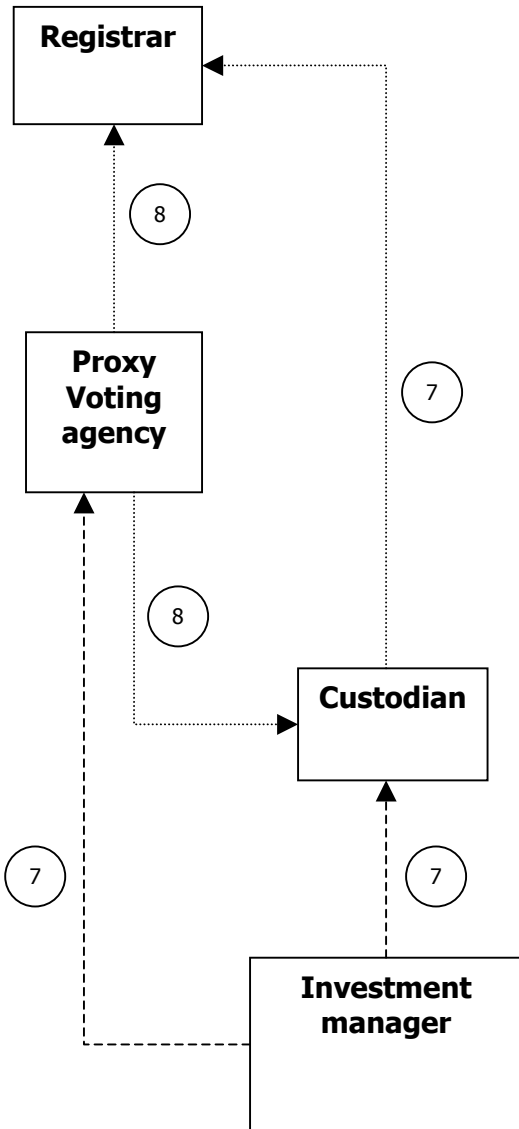 Registrar
8
Proxy
Voting
agency
7
8
Custodian
7
7
Investment
manager